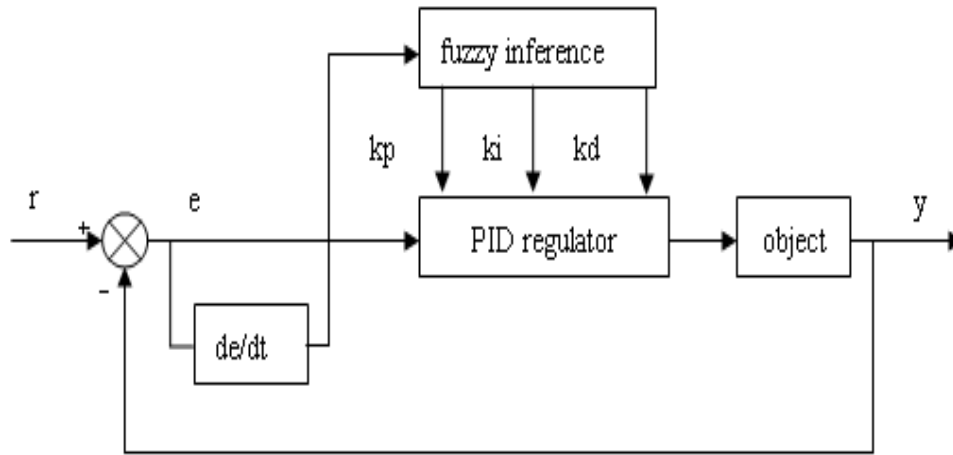 fuzzy inference
kp ki kd
r
+
e
PID regulator
object
y
-
de/dt